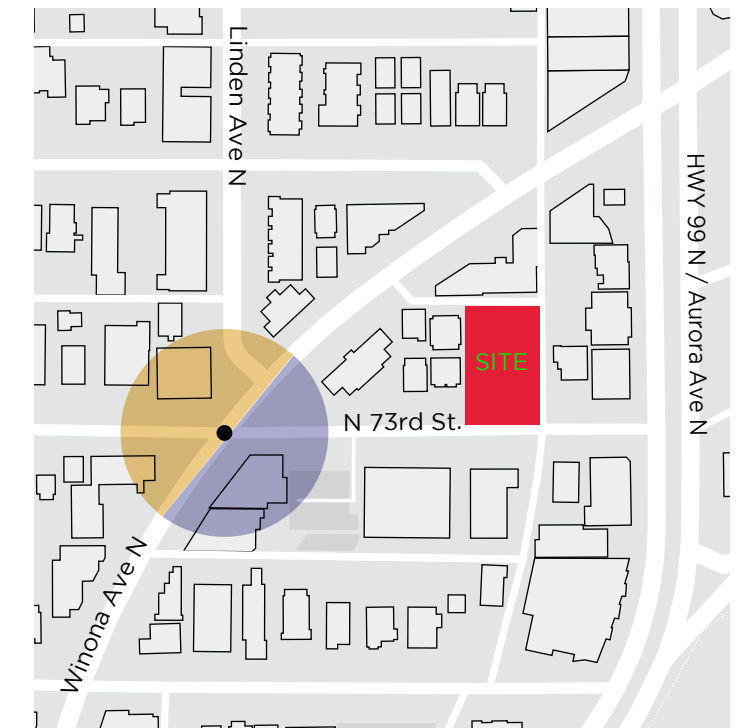 Linden Ave N
HWY 99 N / Aurora Ave N
SITE
N 73rd St.
Winona Ave N